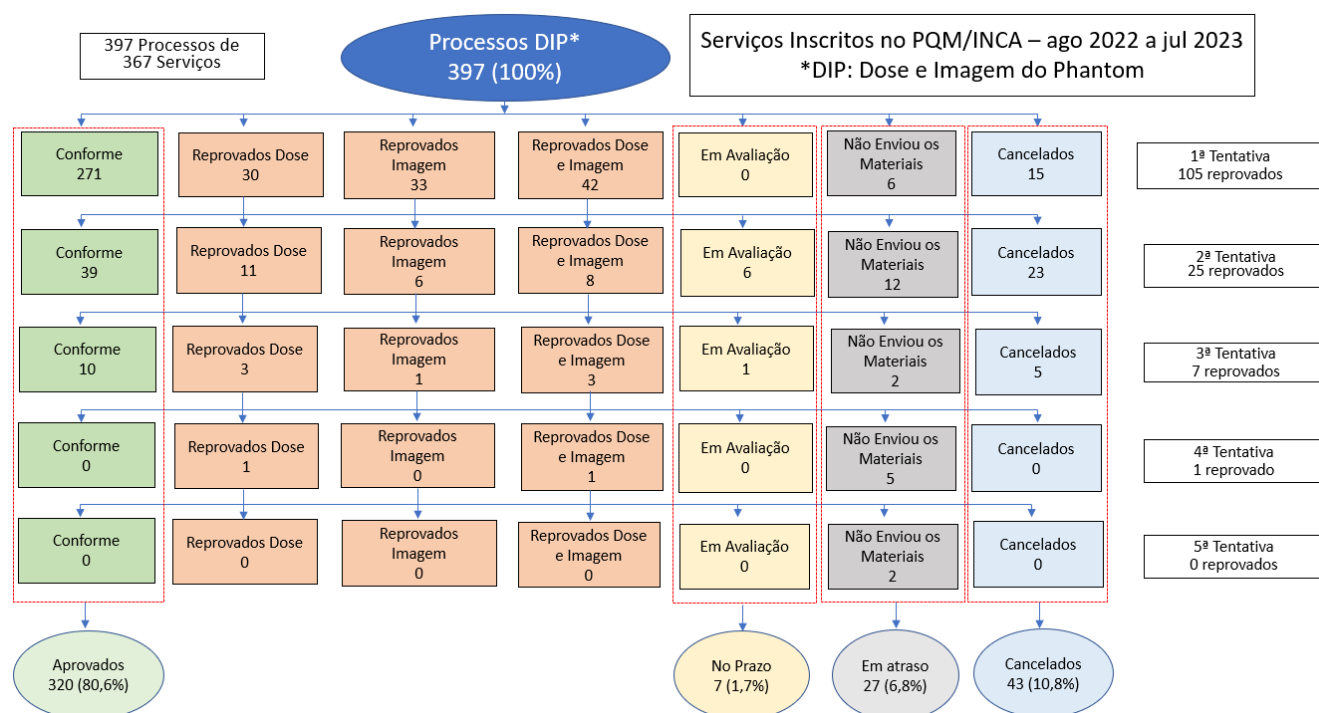 397 Processos de
367 Serviços
Processos DIP*
397 (100%)
Serviços Inscritos no PQM/INCA – ago 2022 a jul 2023
*DIP: Dose e Imagem do Phantom
Conforme
271
Reprovados Dose
30
Reprovados
Imagem
33
Reprovados Dose
e Imagem
42
Em Avaliação
0
Não Enviou os
Materiais
6
Cancelados
15
1ª Tentativa
105 reprovados
Conforme
39
Reprovados Dose
11
Reprovados
Imagem
6
Reprovados Dose
e Imagem
8
Em Avaliação
6
Não Enviou os
Materiais
12
Cancelados
23
2ª Tentativa
25 reprovados
Conforme
10
Reprovados Dose
3
Reprovados
Imagem
1
Reprovados Dose
e Imagem
3
Em Avaliação
1
Não Enviou os
Materiais
2
Cancelados
5
3ª Tentativa
7 reprovados
Conforme
0
Reprovados Dose
1
Reprovados
Imagem
0
Reprovados Dose
e Imagem
1
Em Avaliação
0
Não Enviou os
Materiais
5
Cancelados
0
4ª Tentativa
1 reprovado
Conforme
0
Reprovados Dose
0
Reprovados
Imagem
0
Reprovados Dose
e Imagem
0
Em Avaliação
0
Não Enviou os
Materiais
2
Cancelados
0
5ª Tentativa
0 reprovados
Aprovados
320 (80,6%)
No Prazo
7 (1,7%)
Em atraso
27 (6,8%)
Cancelados
43 (10,8%)